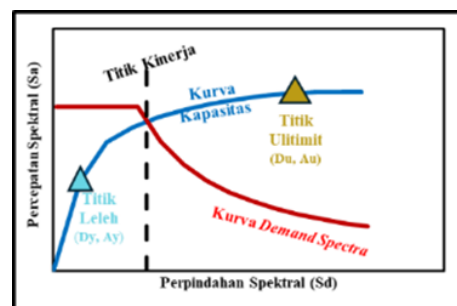 Titik Kinerja
Kurva
Kapasitas
Titik
Ulitimit
(Du, Au)
Titik
Leleh
(Dy, Ay)
Kurva Demand Spectra
Percepatan Spektral (Sa)
Perpindahan Spektral (Sd)